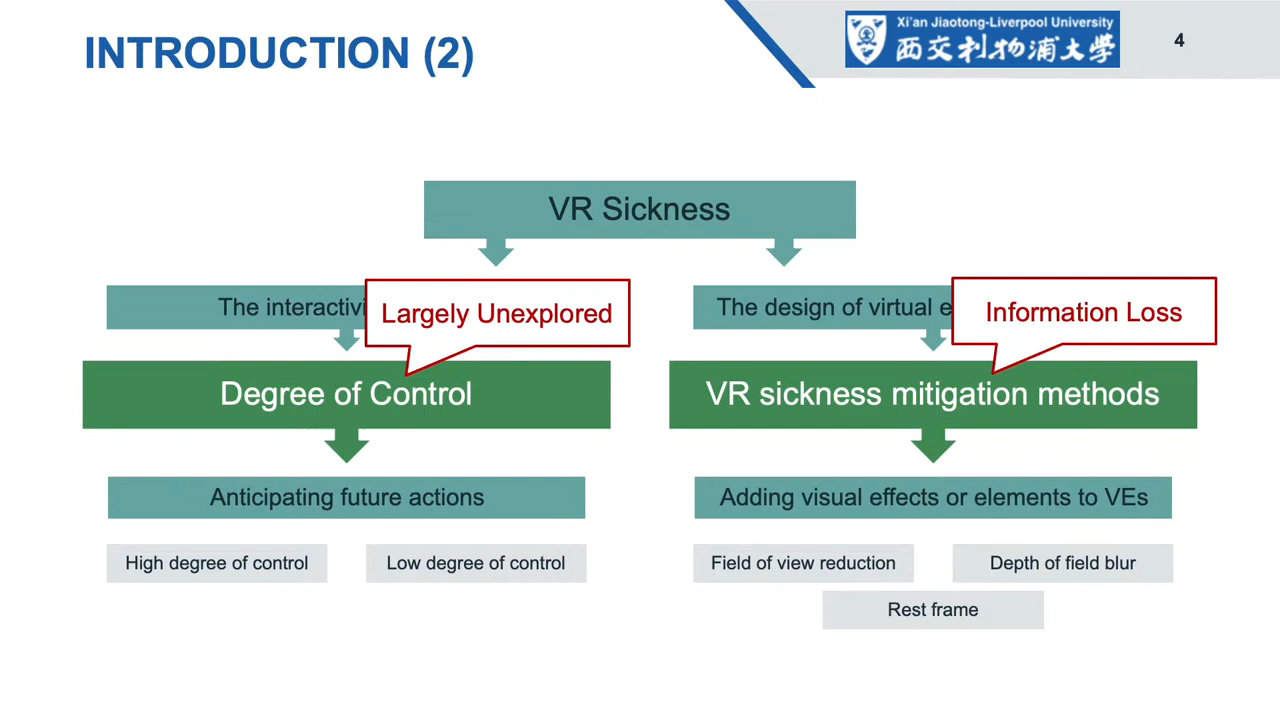 INTRODUCTION (2)
Xi'an Jiaotong-Liverpool University
西交利物浦大學
4
VR Sickness
The interactivi
Largely Unexplored
The design of virtual e
Information Loss
Degree of Control
VR sickness mitigation methods
Anticipating future actions
Adding visual effects or elements to VEs
High degree of control
Low degree of control
Field of view reduction
Depth of field blur
Rest frame